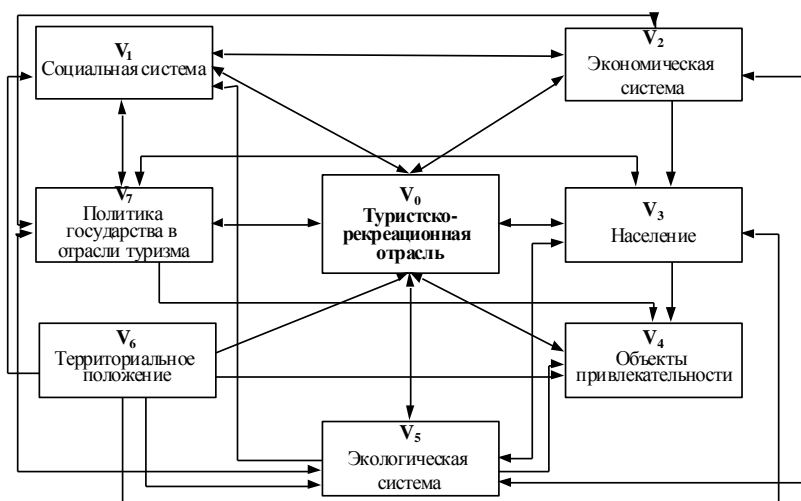 V1
Социальная система
V2
Экономическая
система
V7
Политика
государства в
отрасли туризма
V0
Туристско-
рекреационная
отрасль
V3
Население
V6
Территориальное
положение
V4
Объекты
привлекательности
V5
Экологическая
система